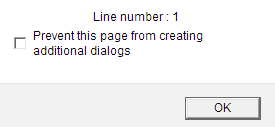 Line number : 1
Prevent this page from creating
additional dialogs
OK